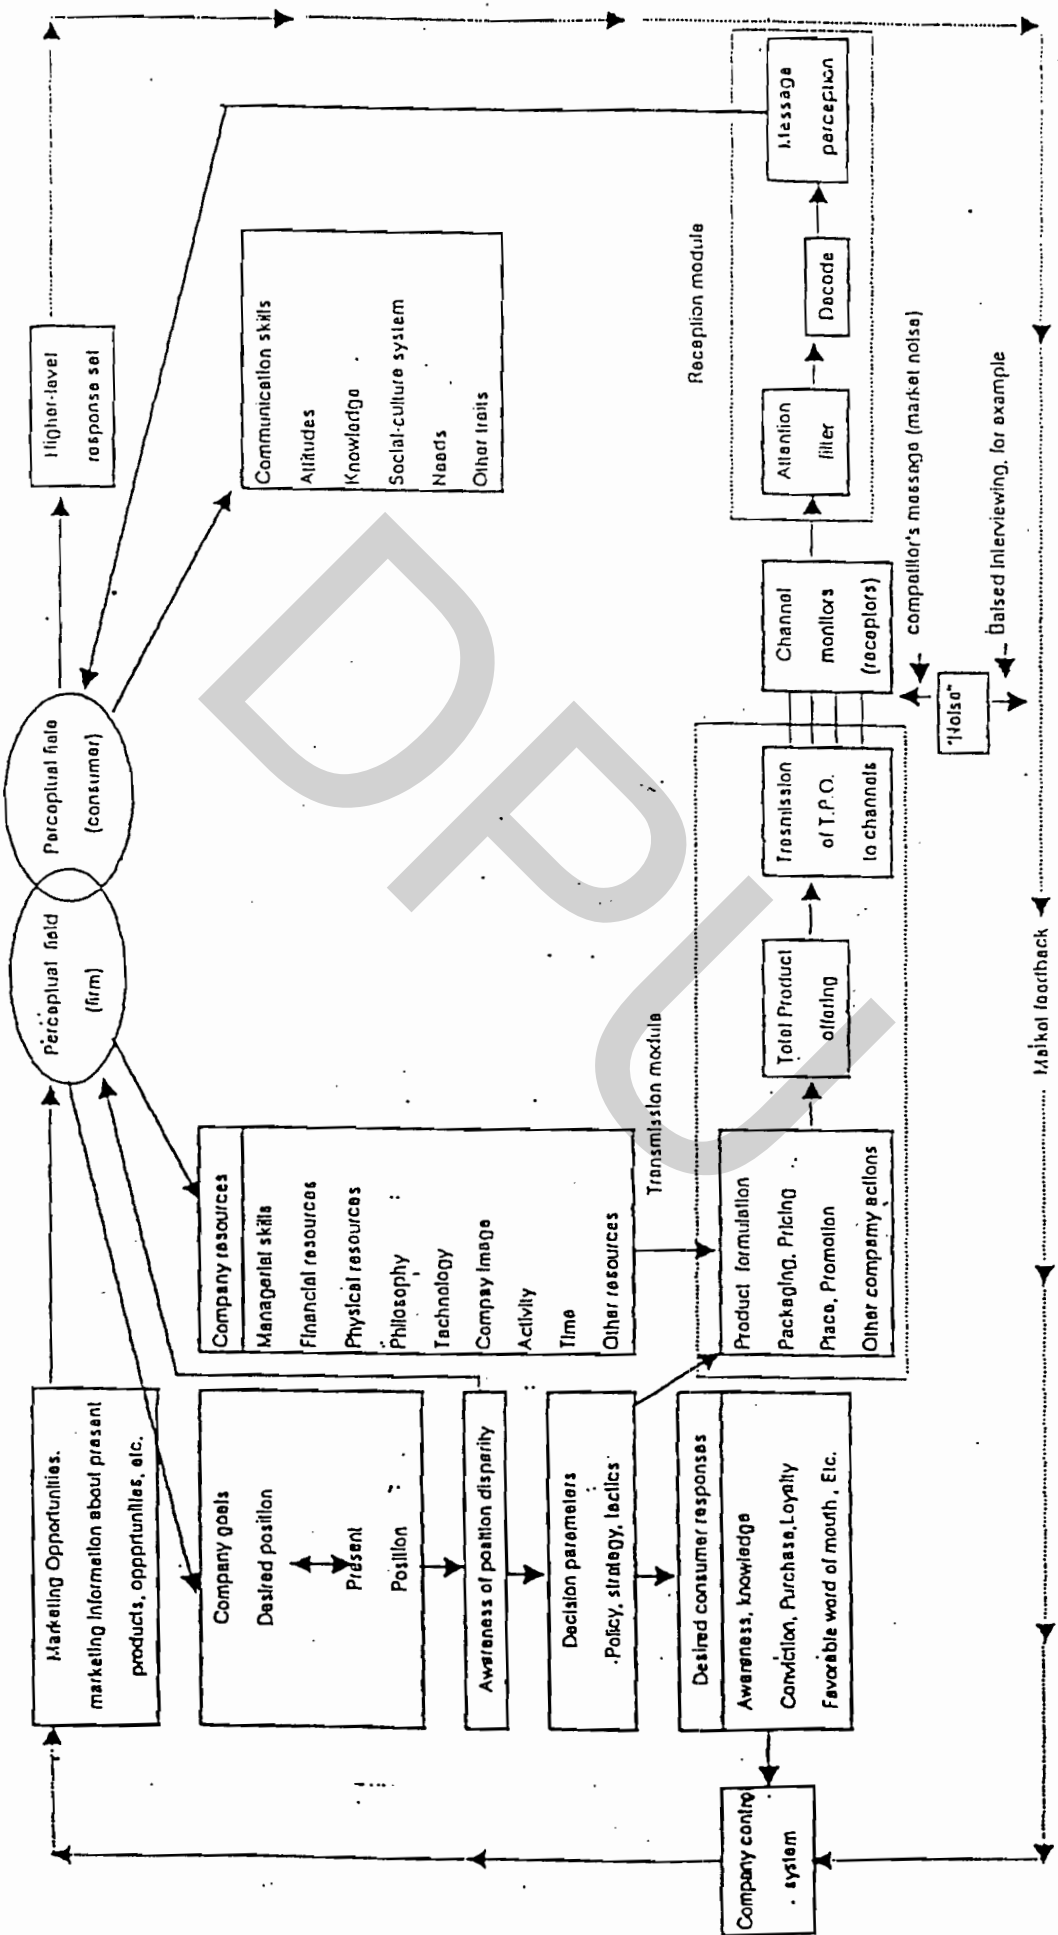 Marketing Opportunities.
marketing Information about present
products, opportunities, etc.
Perceptual field
(firm)
Perceptual field
(consumer)
Higher-level
response set
Company goals
Desired position
Present
Position
Awareness of position disparity
Decision parameters
Policy, strategy, tactics
Desired consumer responses
Awareness, knowledge
Conviction, Purchase, Loyalty
Favorable word of mouth, Etc.
Company control
system
Company resources
Managerial skills
Financial resources
Physical resources
Philosophy
Technology
Compay Image
Activity
Time
Other resources
Communication skills
Attitudes
Knowledge
Social-culture system
Needs
Other traits
Transmission module
Product formulation
Packaging, Pricing
Place, Promotion
Other company actions
Total Product
offering
Trasmission
of T.P.O.
to channels
Channel
monitors
(receptors)
Reception module
Attention
filter
Decode
Message
perception
"Noise"
competitor's message (market noise)
Baised Interviewing, for example
Market feedback
DPU